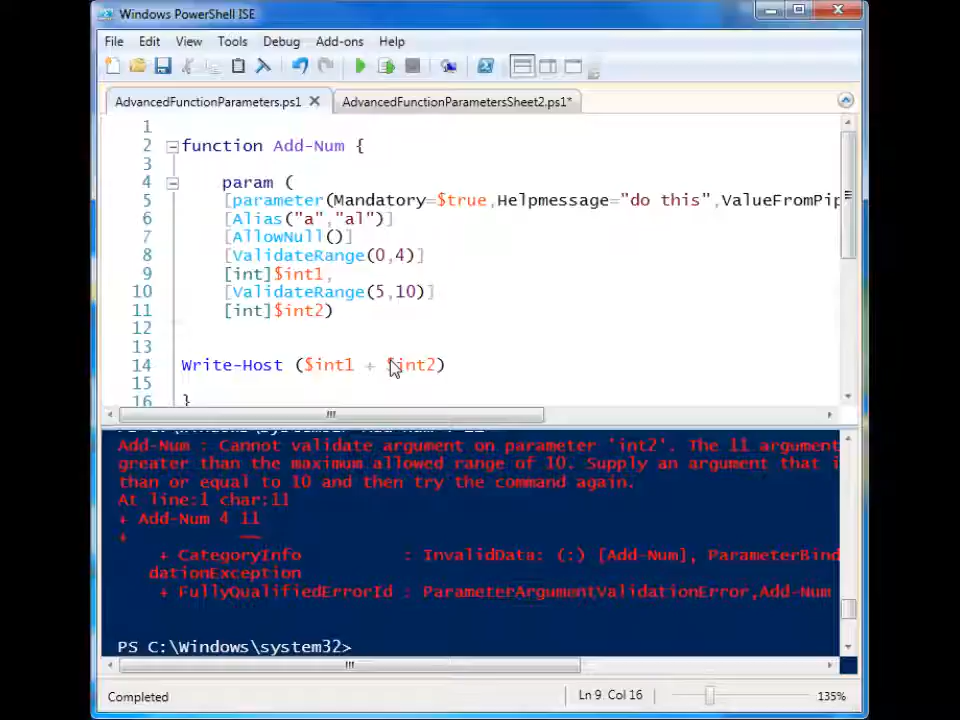 Windows PowerShell ISE
File Edit View Tools Debug Add-ons Help
AdvancedFunctionParameters.ps1 AdvancedFunctionParametersSheet2.ps1*
1
2 function Add-Num {
3
4 param (
5 [parameter(Mandatory=$true,Helpmessage="do this",ValueFromPip
6 [Alias("a","al")]
7 [AllowNull()]
8 [ValidateRange(0,4)]
9 [int]$int1,
10 [ValidateRange(5,10)]
11 [int]$int2)
12
13
14 Write-Host ($int1 + $int2)
15
16 }
Add-Num : Cannot validate argument on parameter 'int2'. The 11 argument
greater than the maximum allowed range of 10. Supply an argument that i
than or equal to 10 and then try the command again.
At line:1 char:11
+ Add-Num 4 11
+
+ CategoryInfo : InvalidData: (:) [Add-Num], ParameterBind
dationException
+ FullyQualifiedErrorId : ParameterArgumentValidationError,Add-Num
PS C:\Windows\system32>
Completed Ln 9 Col 16 135%